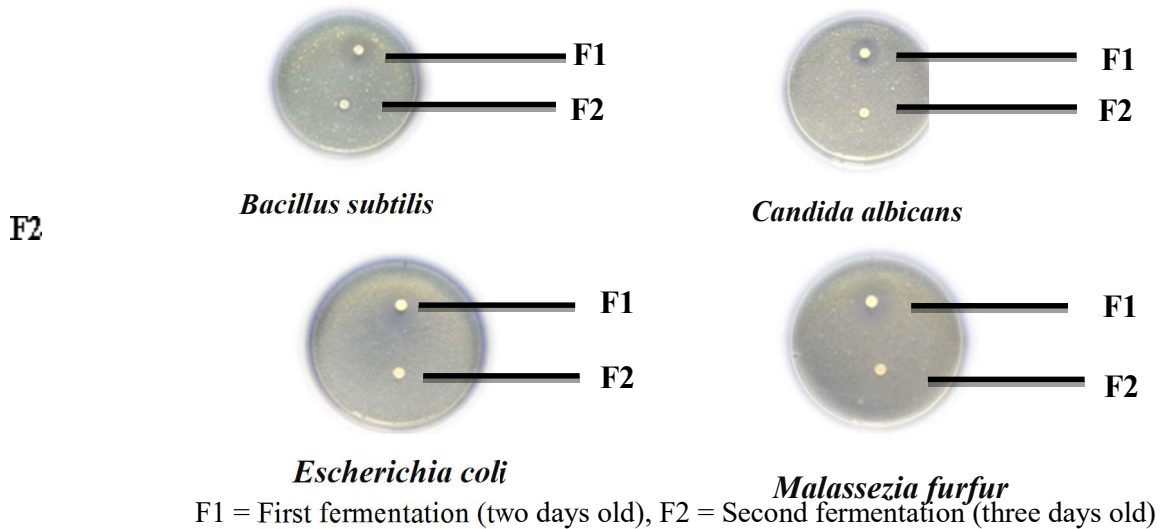 F1
F2
Bacillus subtilis
F1
F2
Candida albicans
F2
F1
F2
Escherichia coli
F1
F2
Malassezia furfur
F1 = First fermentation (two days old), F2 = Second fermentation (three days old)